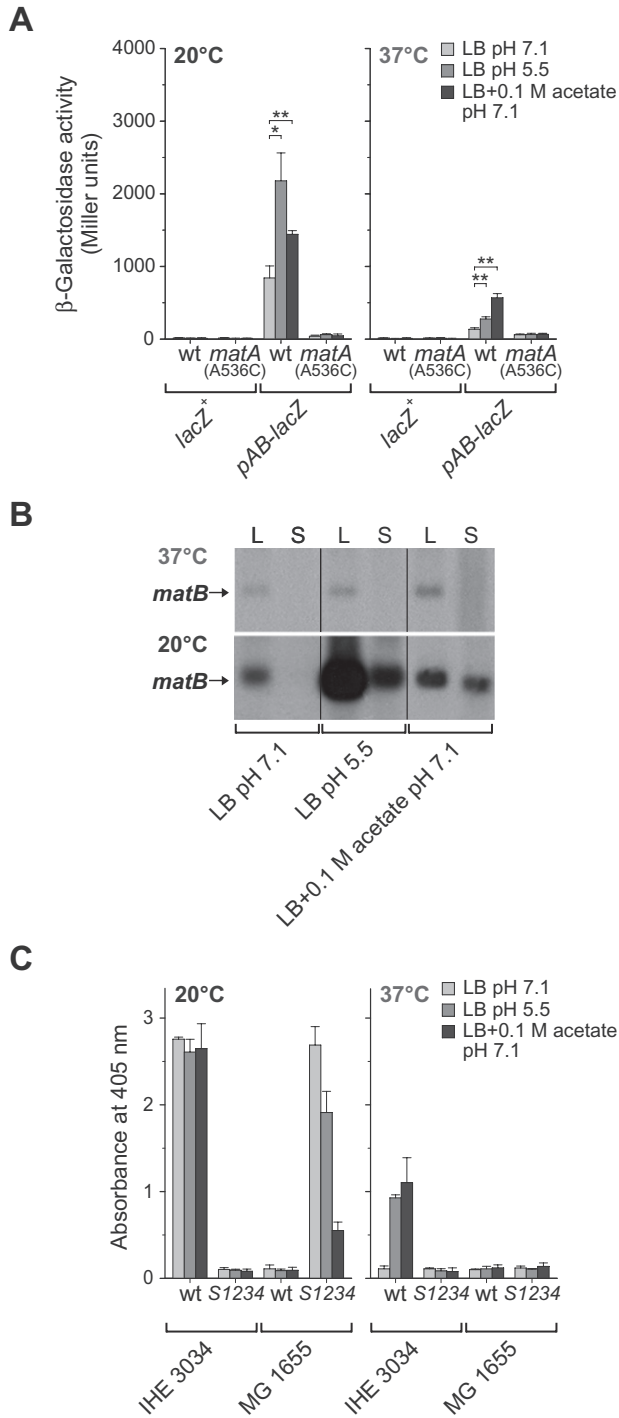 A
20°C
37°C
LB pH 7.1
LB pH 5.5
LB+0.1 M acetate
pH 7.1
β-Galactosidase activity
(Miller units)
4000
3000
2000
1000
0
**
*
**
**
wt matA wt matA wt matA wt matA
(A536C) (A536C) (A536C) (A536C)
lacZ× pAB-lacZ lacZ× pAB-lacZ
B
L S L S L S
37°C
matB→
20°C
matB→
LB pH 7.1
LB pH 5.5
LB+0.1 M acetate pH 7.1
C
20°C
37°C
LB pH 7.1
LB pH 5.5
LB+0.1 M acetate
pH 7.1
Absorbance at 405 nm
3
2
1
0
wt S1234 wt S1234 wt S1234 wt S1234
IHE 3034 MG 1655 IHE 3034 MG 1655